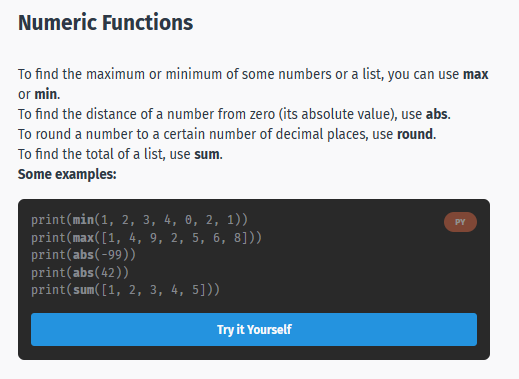 Numeric Functions
To find the maximum or minimum of some numbers or a list, you can use max
or min.
To find the distance of a number from zero (its absolute value), use abs.
To round a number to a certain number of decimal places, use round.
To find the total of a list, use sum.
Some examples:
print(min(1, 2, 3, 4, 0, 2, 1))
PY
print(max([1, 4, 9, 2, 5, 6, 8]))
print(abs(-99))
print(abs(42))
print(sum([1, 2, 3, 4, 5]))
Try it Yourself